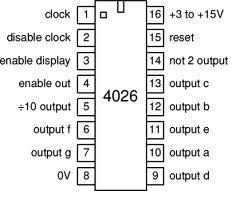 clock 1 16 +3 to +15V
disable clock 2 15 reset
enable display 3 14 not 2 output
enable out 4 13 output c
4026
÷10 output 5 12 output b
output f 6 11 output e
output g 7 10 output a
0V 8 9 output d